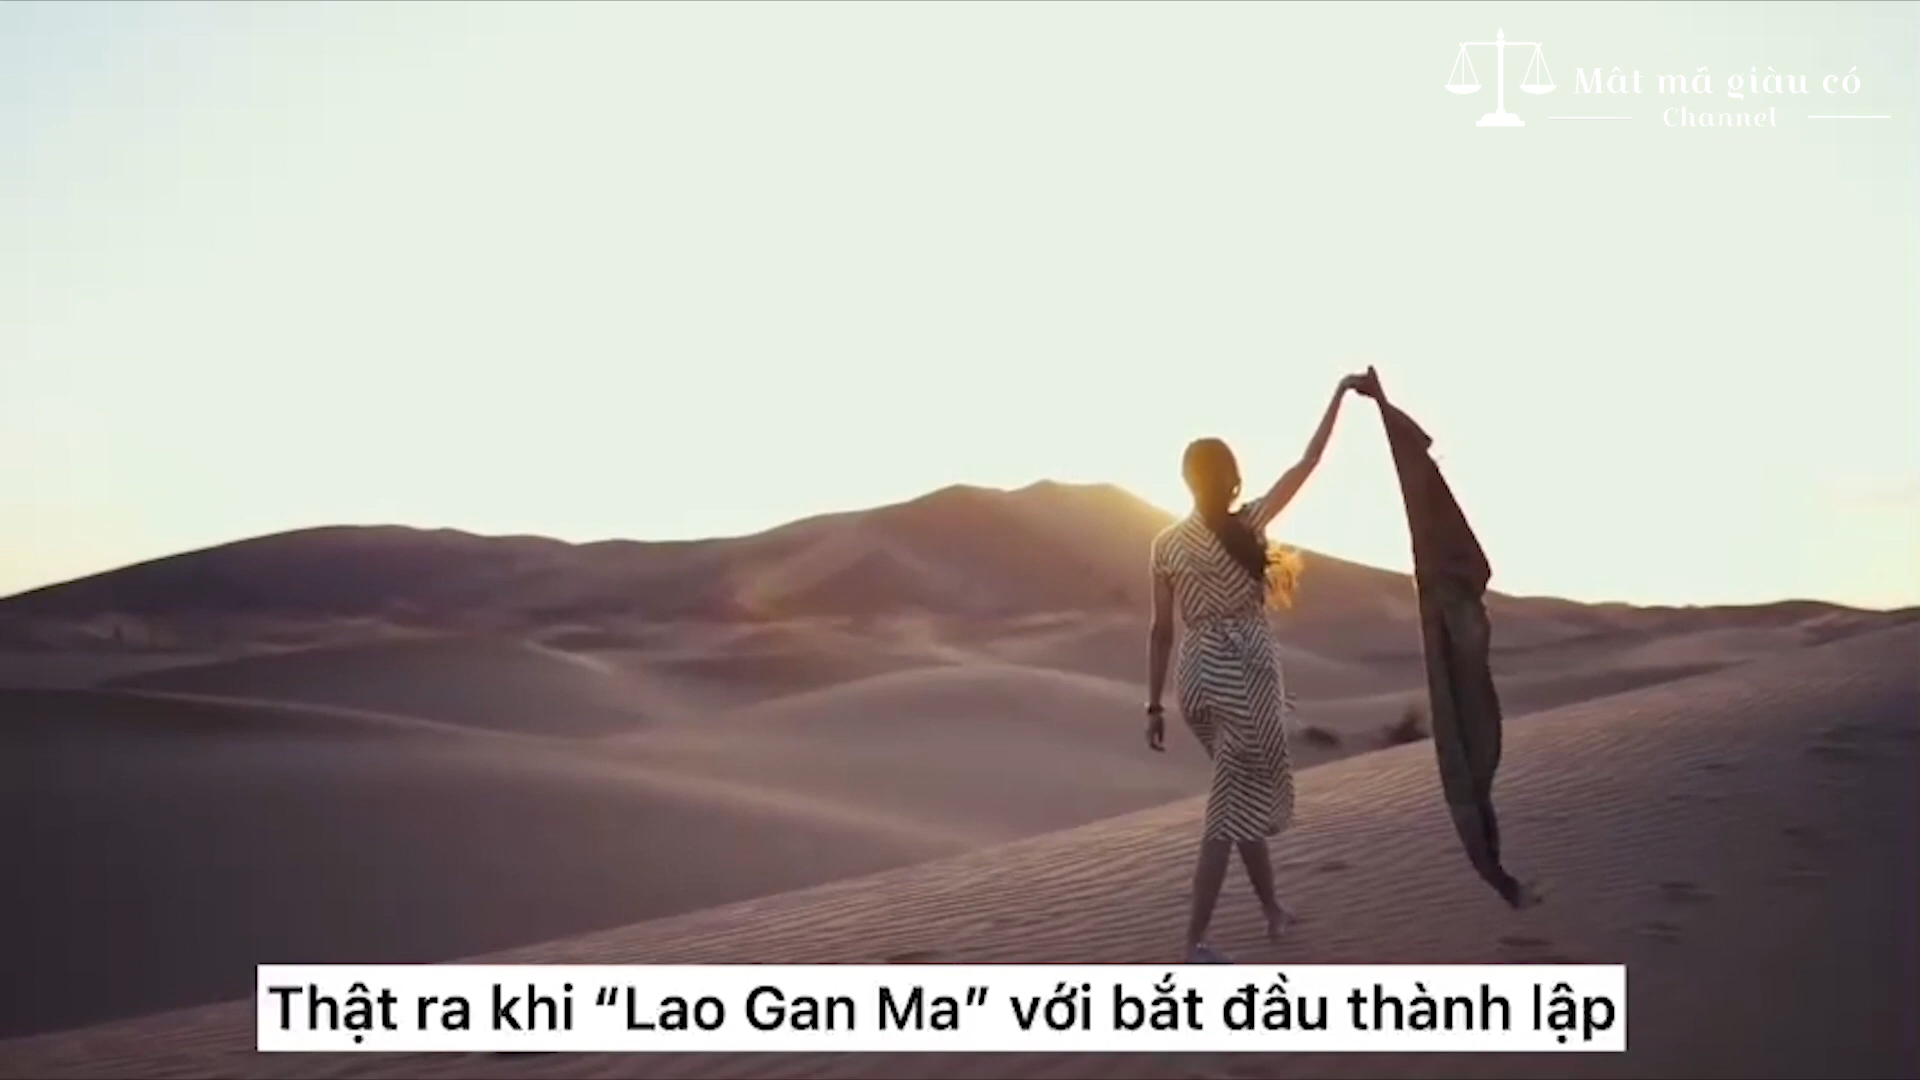 Mật mã giàu có
Channel
Thật ra khi “Lao Gan Ma” với bắt đầu thành lập